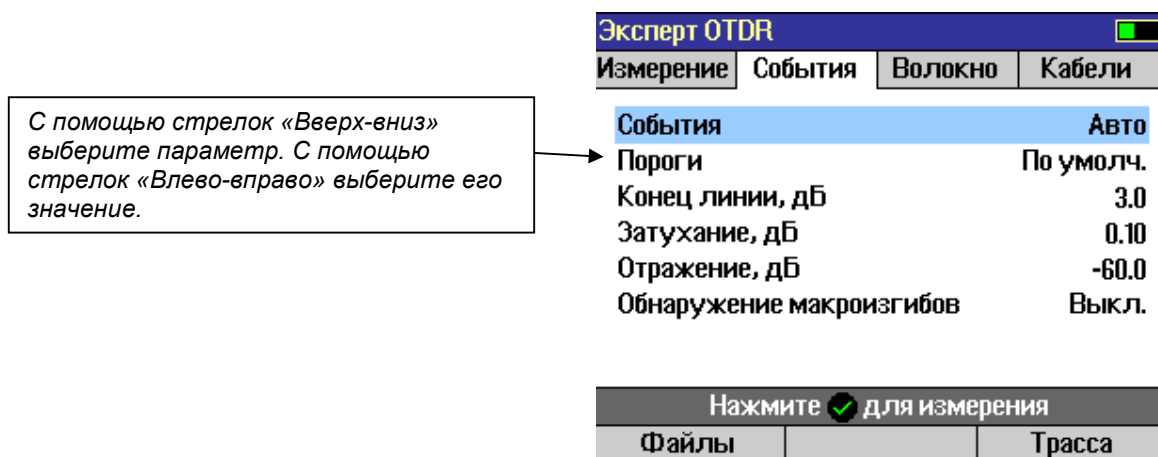 С помощью стрелок «Вверх-вниз»
выберите параметр. С помощью
стрелок «Влево-вправо» выберите его
значение.
Эксперт OTDR
Измерение События Волокно Кабели
События Авто
Пороги По умолч.
Конец линии, дБ 3.0
Затухание, дБ 0.10
Отражение, дБ -60.0
Обнаружение макроизгибов Выкл.
Нажмите для измерения
Файлы Трасса